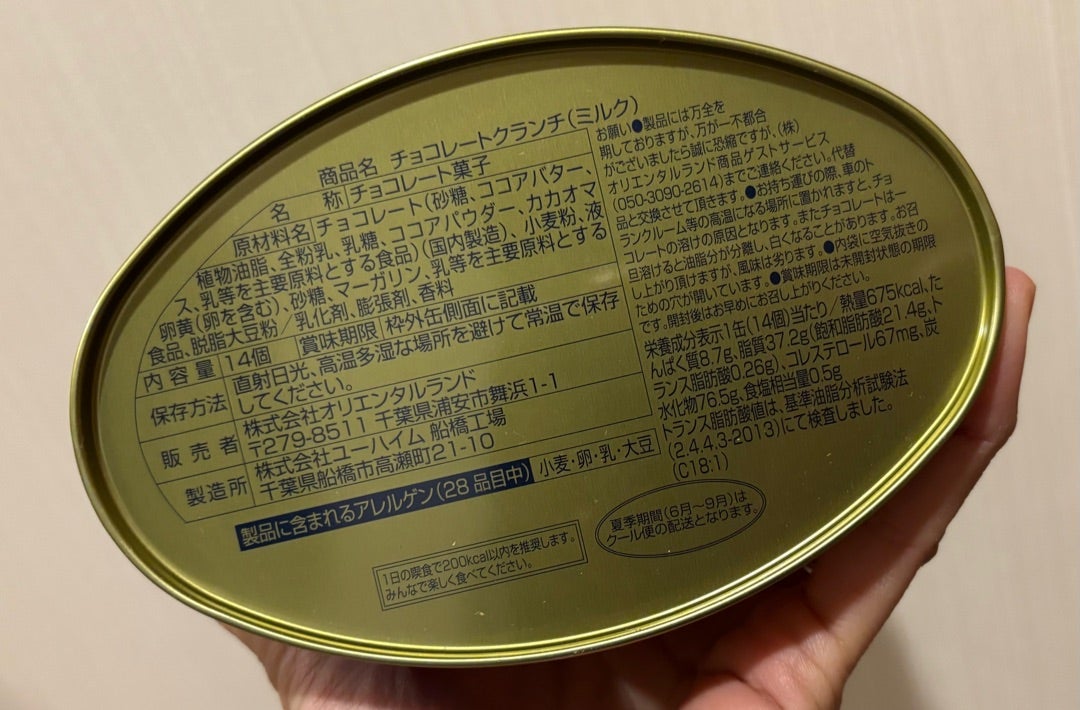 商品名 チョコレートクランチ(ミルク)
名 称 チョコレート菓子
原材料名 チョコレート(砂糖、ココアバター、
植物油脂、全粉乳、乳糖、ココアパウダー、カカオマ
ス、乳等を主要原料とする食品)(国内製造)、小麦粉、液
卵黄(卵を含む)、砂糖、マーガリン、乳等を主要原料とする
食品、脱脂大豆粉/乳化剤、膨張剤、香料
内容量 14個 賞味期限 枠外缶側面に記載
保存方法 直射日光、高温多湿な場所を避けて常温で保存
してください。
販売者 株式会社オリエンタルランド
〒279-8511 千葉県浦安市舞浜1-1
製造所 株式会社ユーハイム 船橋工場
千葉県船橋市高瀬町21-10
製品に含まれるアレルゲン(28品目中) 小麦・卵・乳・大豆
1日の間食で200kcal以内を推奨します。
みんなで楽しく食べてください。
お願い●製品には万全を
期しておりますが、万が一不都合
がございましたら誠に恐縮ですが、(株)
オリエンタルランド商品ゲストサービス
(050-3090-2614)までご連絡ください。代替
品と交換させて頂きます。●お持ち運びの際、車のト
ランクルーム等の高温になる場所に置かれますと、チョ
コレートの溶けの原因となります。またチョコレートは一
旦溶けると油脂分が分離し、白くなることがあります。お召
し上がり頂けますが、風味は劣ります。●内袋に空気抜きの
ための穴が開いています。●賞味期限は未開封状態の期限
です。開封後はお早めにお召し上がりください。
栄養成分表示1缶(14個)当たり/熱量675kcal、た
んぱく質8.7g、脂質37.2g(飽和脂肪酸21.4g、ト
ランス脂肪酸0.26g)、コレステロール67mg、炭
水化物76.5g、食塩相当量0.5g
トランス脂肪酸値は、基準油脂分析試験法
(2.4.4.3-2013)にて検査しました。
(C18:1)
夏季期間(6月〜9月)は
クール便の配送となります。